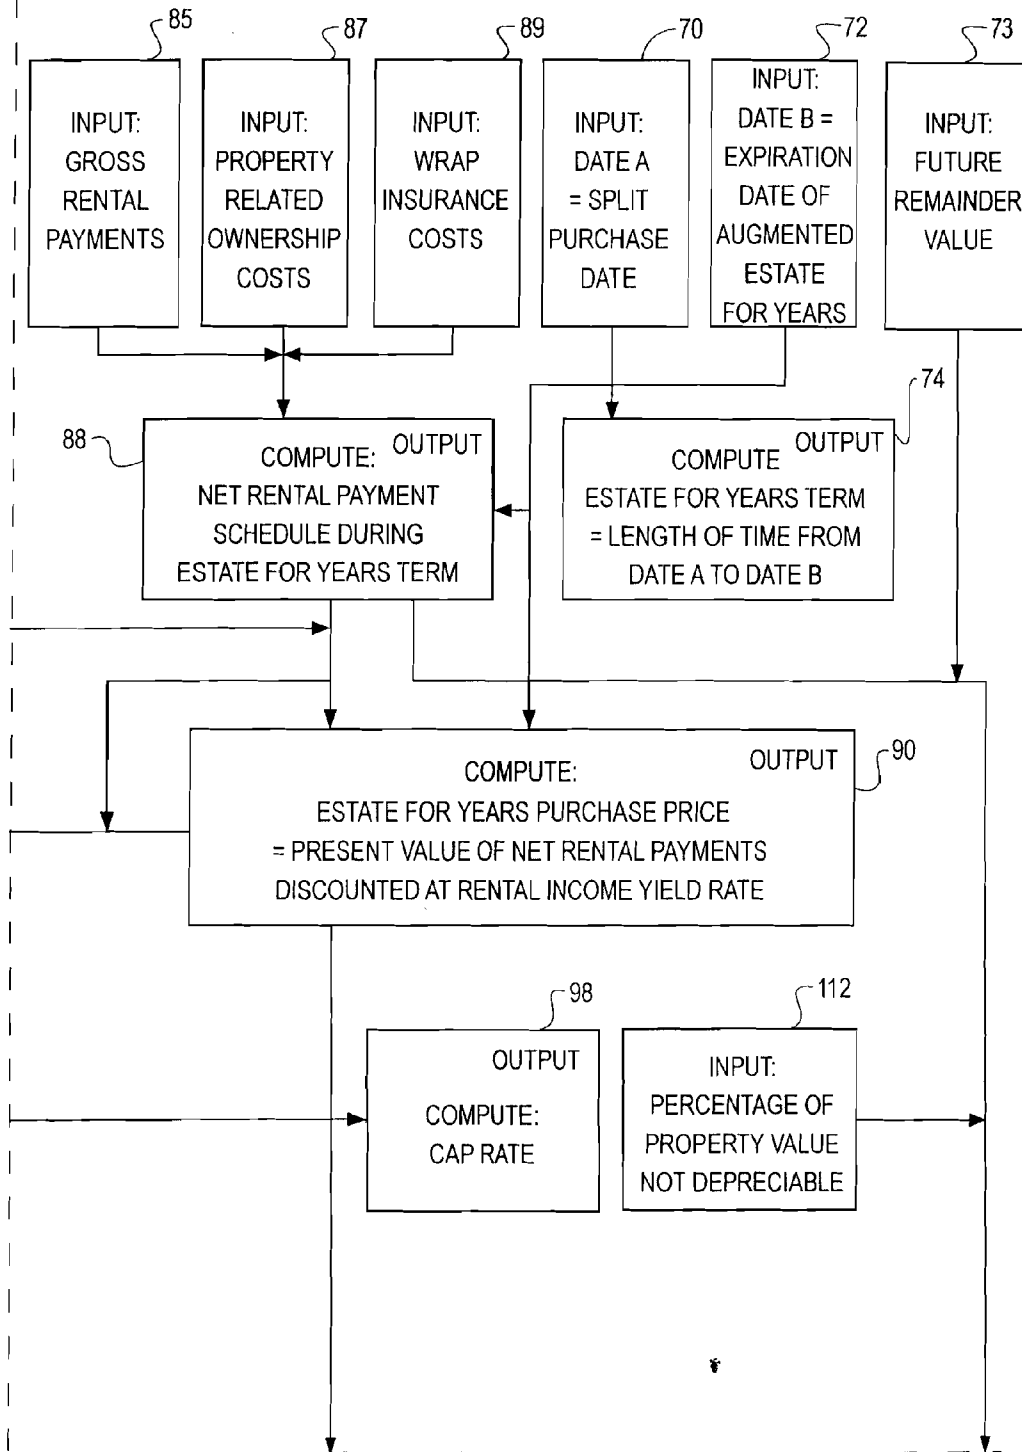 85
87
89
70
72
73
INPUT:
GROSS
RENTAL
PAYMENTS
INPUT:
PROPERTY
RELATED
OWNERSHIP
COSTS
INPUT:
WRAP
INSURANCE
COSTS
INPUT:
DATE A
= SPLIT
PURCHASE
DATE
INPUT:
DATE B =
EXPIRATION
DATE OF
AUGMENTED
ESTATE
FOR YEARS
INPUT:
FUTURE
REMAINDER
VALUE
88
OUTPUT
COMPUTE:
NET RENTAL PAYMENT
SCHEDULE DURING
ESTATE FOR YEARS TERM
74
OUTPUT
COMPUTE
ESTATE FOR YEARS TERM
= LENGTH OF TIME FROM
DATE A TO DATE B
90
OUTPUT
COMPUTE:
ESTATE FOR YEARS PURCHASE PRICE
= PRESENT VALUE OF NET RENTAL PAYMENTS
DISCOUNTED AT RENTAL INCOME YIELD RATE
98
OUTPUT
COMPUTE:
CAP RATE
112
INPUT:
PERCENTAGE OF
PROPERTY VALUE
NOT DEPRECIABLE